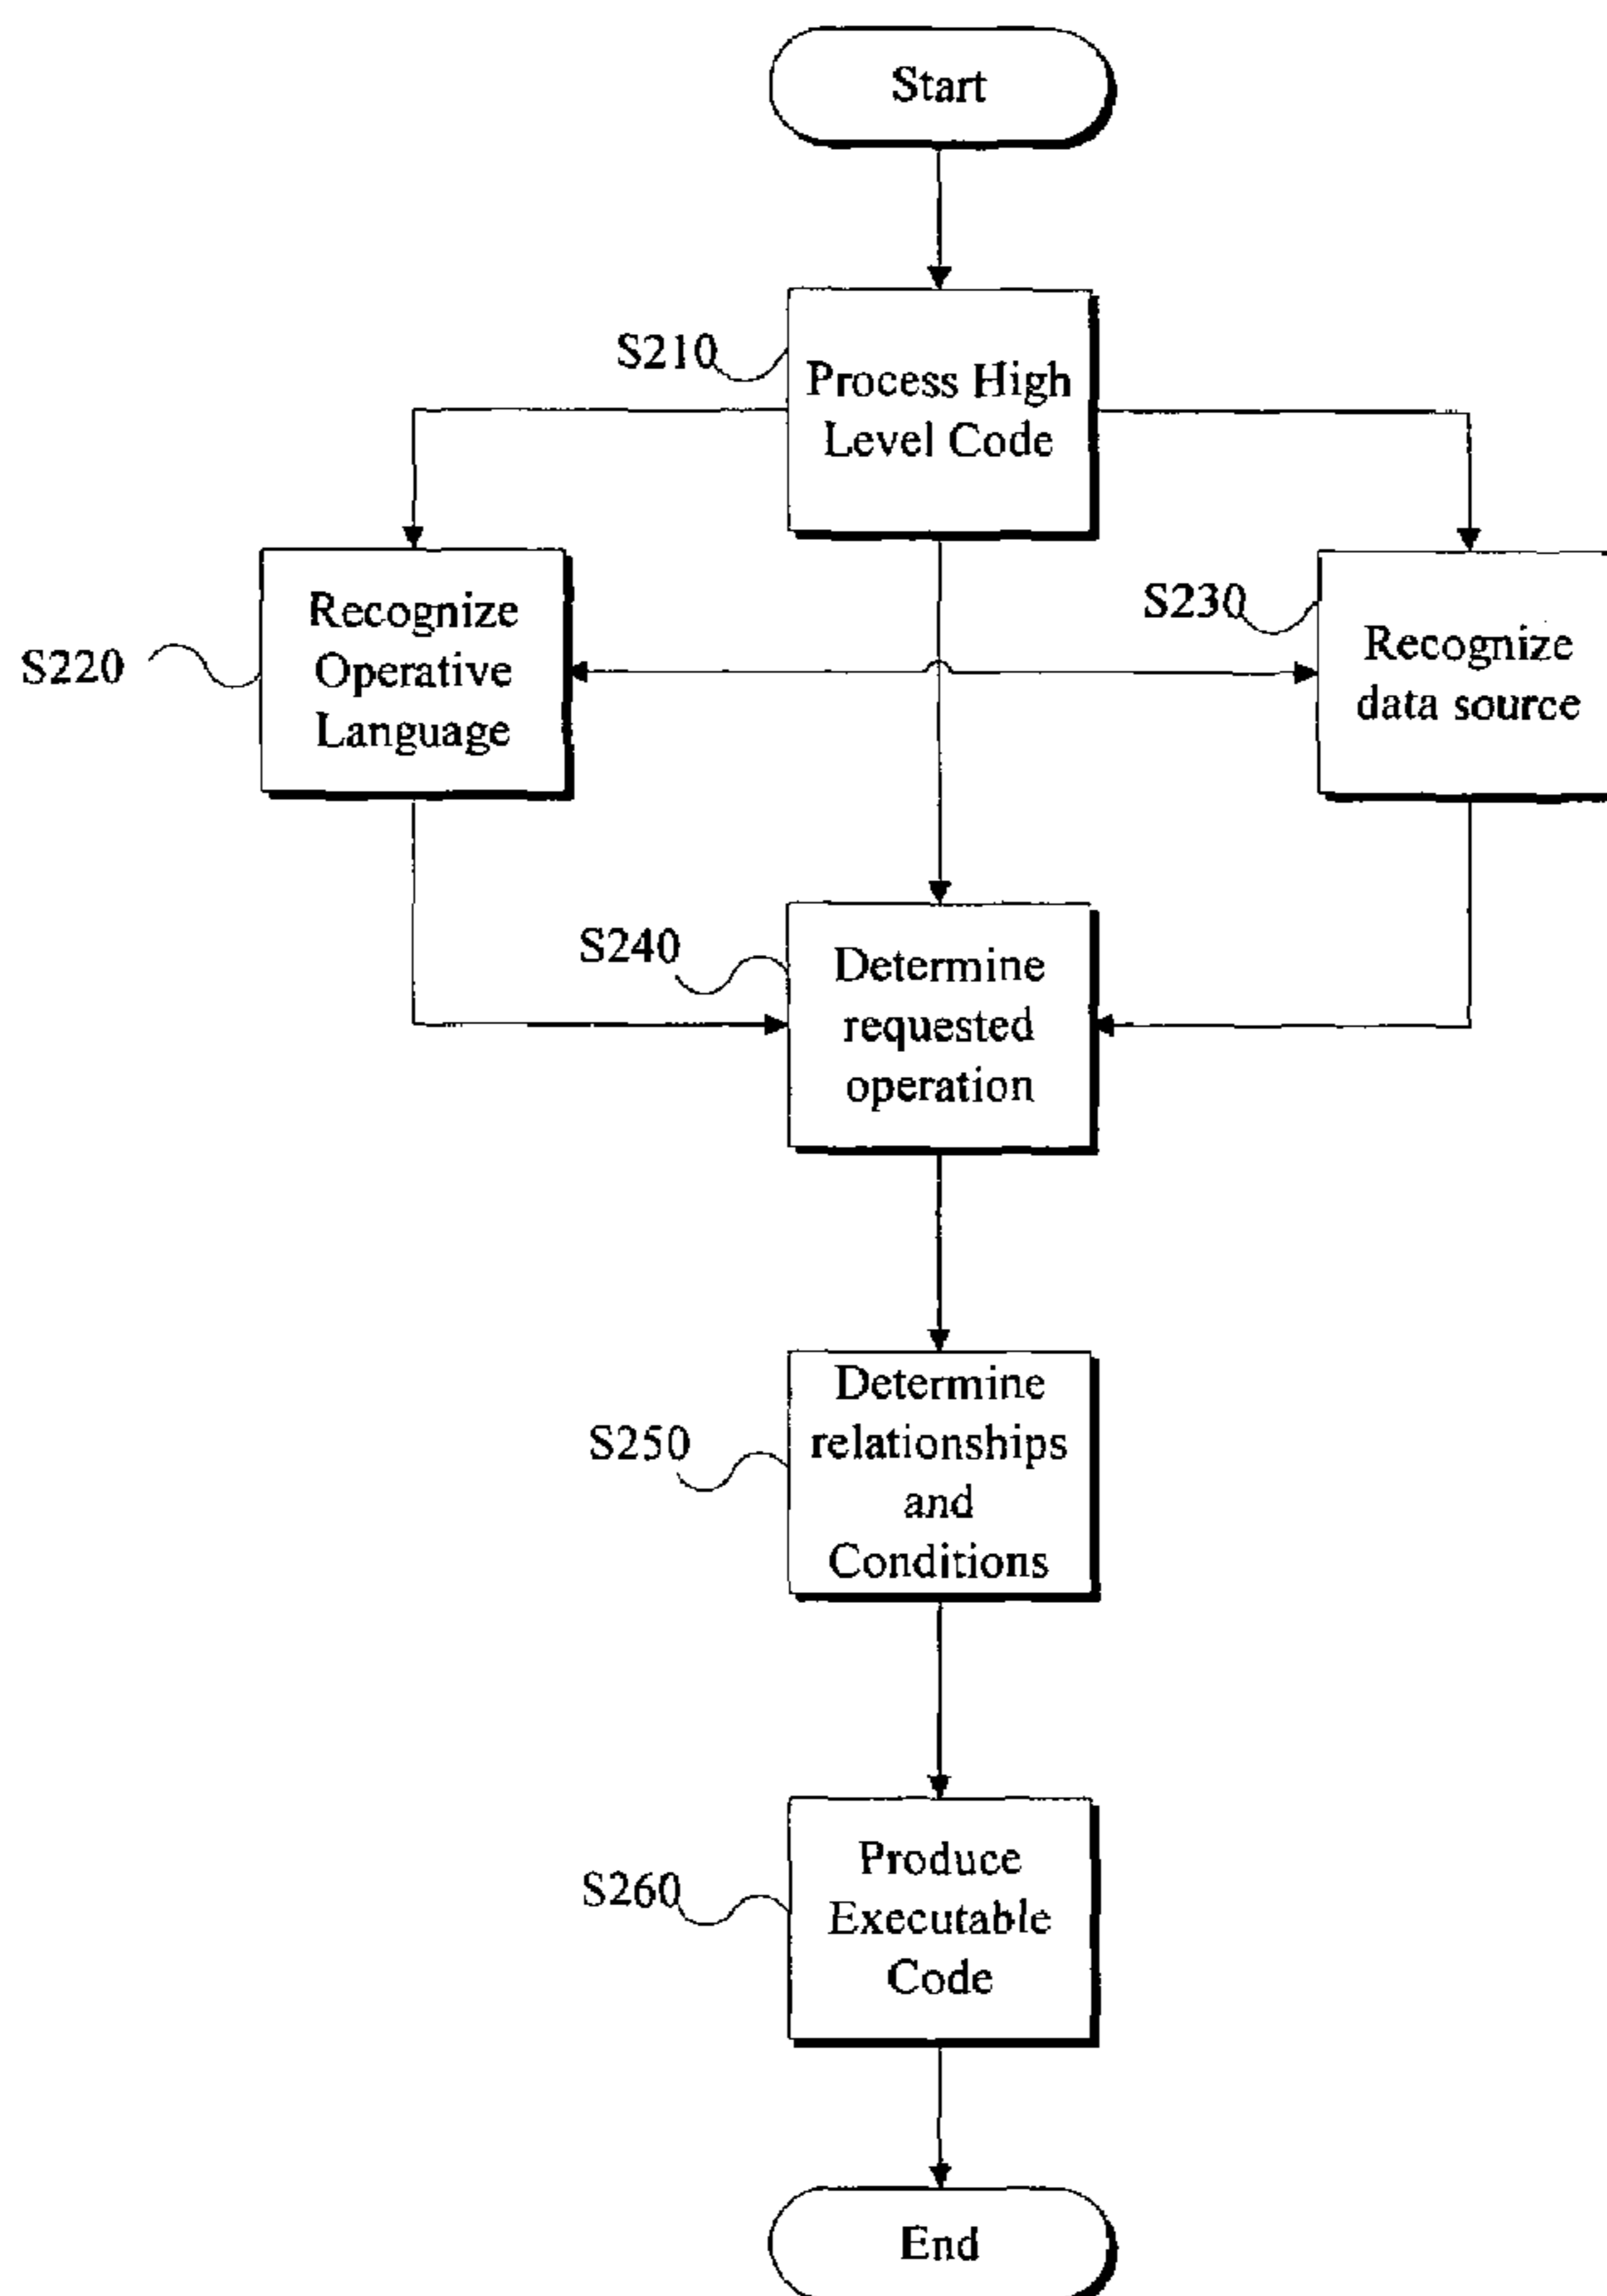 Start
S210
Process High
Level Code
S220
Recognize
Operative
Language
S230
Recognize
data source
S240
Determine
requested
operation
S250
Determine
relationships
and
Conditions
S260
Produce
Executable
Code
End